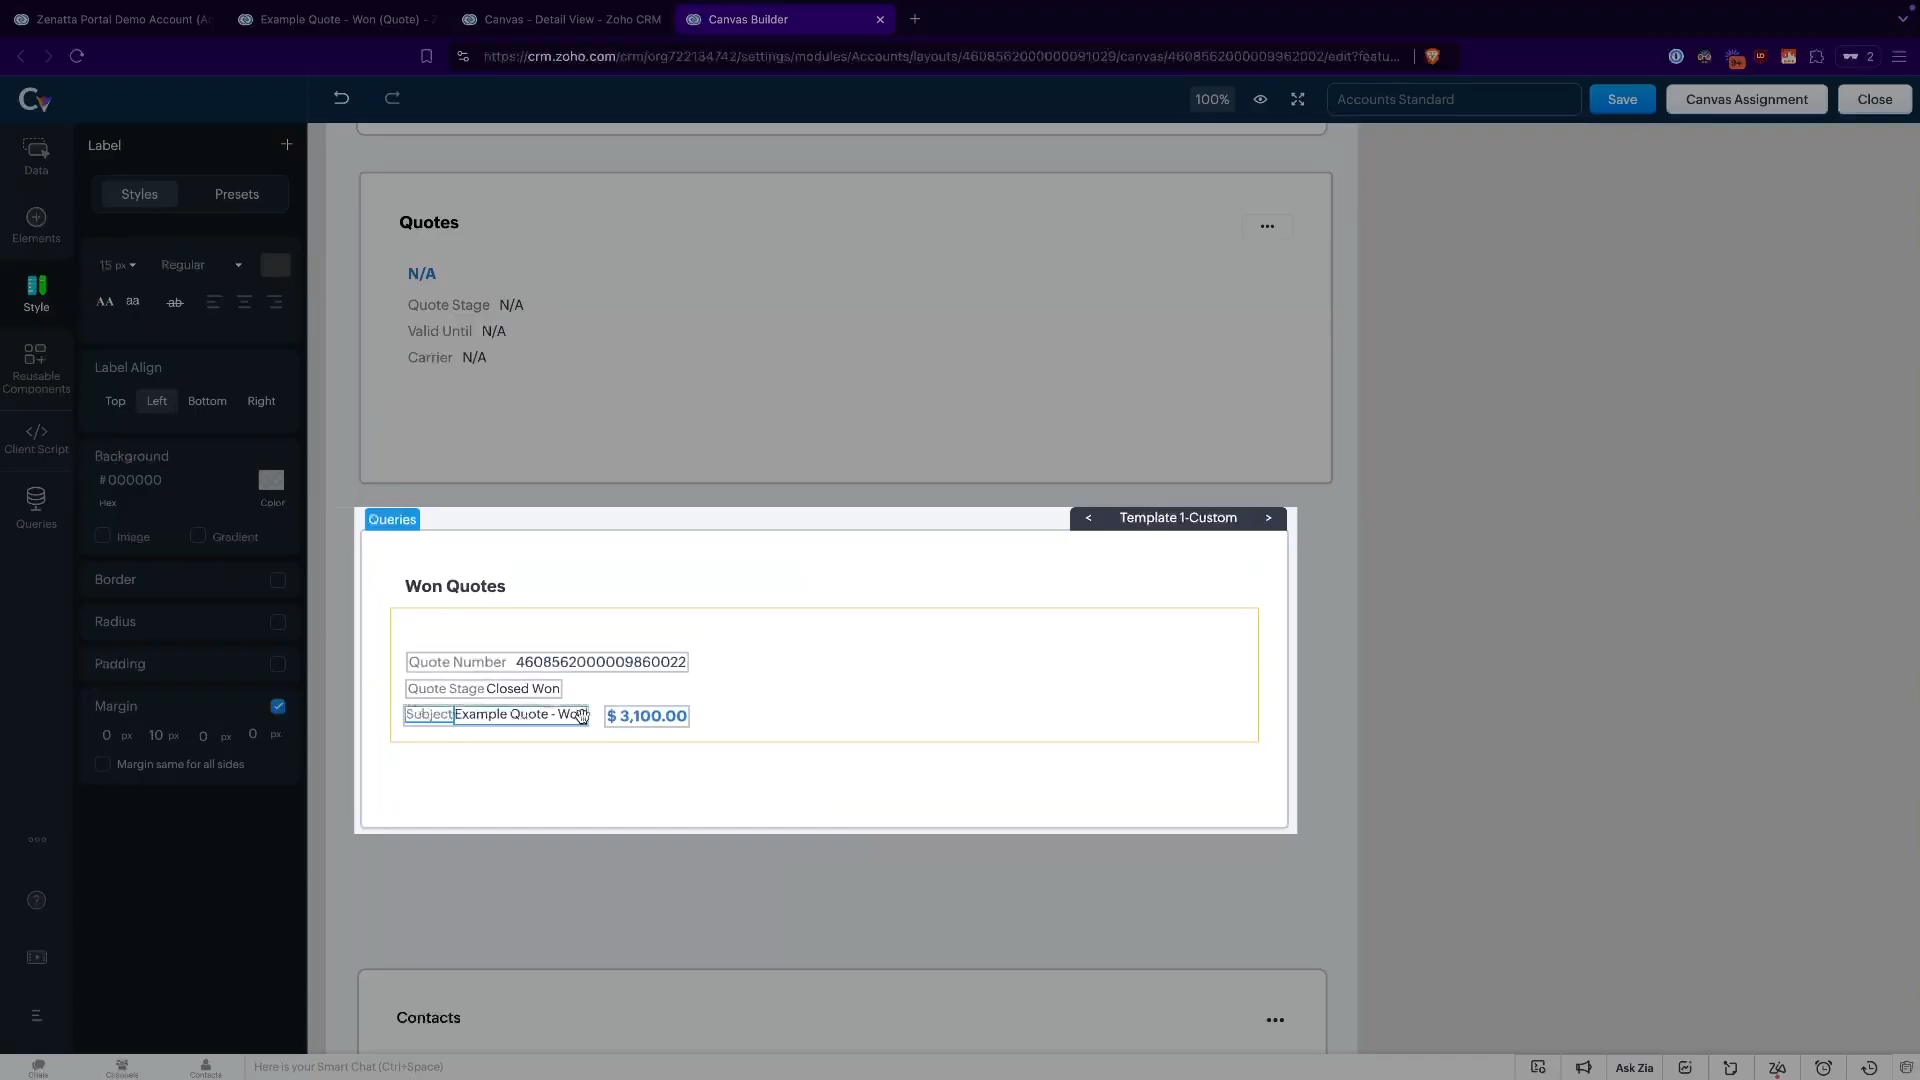 Zenatta Portal Demo Account (Ac
Example Quote - Won (Quote) - Z
Canvas - Detail View - Zoho CRM
Canvas Builder
https://crm.zoho.com/crm/org722134742/settings/modules/Accounts/layouts/4608562000000091029/canvas/4608562000009962002/edit?featu...
2
100%
Accounts Standard
Save
Canvas Assignment
Close
Data
Elements
Style
Reusable Components
Client Script
Queries
Label
Styles
Presets
15 px
Regular
AA aa ab
Label Align
Top Left Bottom Right
Background
#000000
Hex
Color
Image
Gradient
Border
Radius
Padding
Margin
0 px 10 px 0 px 0 px
Margin same for all sides
Quotes
N/A
Quote Stage N/A
Valid Until N/A
Carrier N/A
Queries
< Template 1-Custom >
Won Quotes
Quote Number 4608562000009860022
Quote Stage Closed Won
Subject Example Quote - Won
$ 3,100.00
Contacts
Chats
Channels
Contacts
Here is your Smart Chat (Ctrl+Space)
Ask Zia